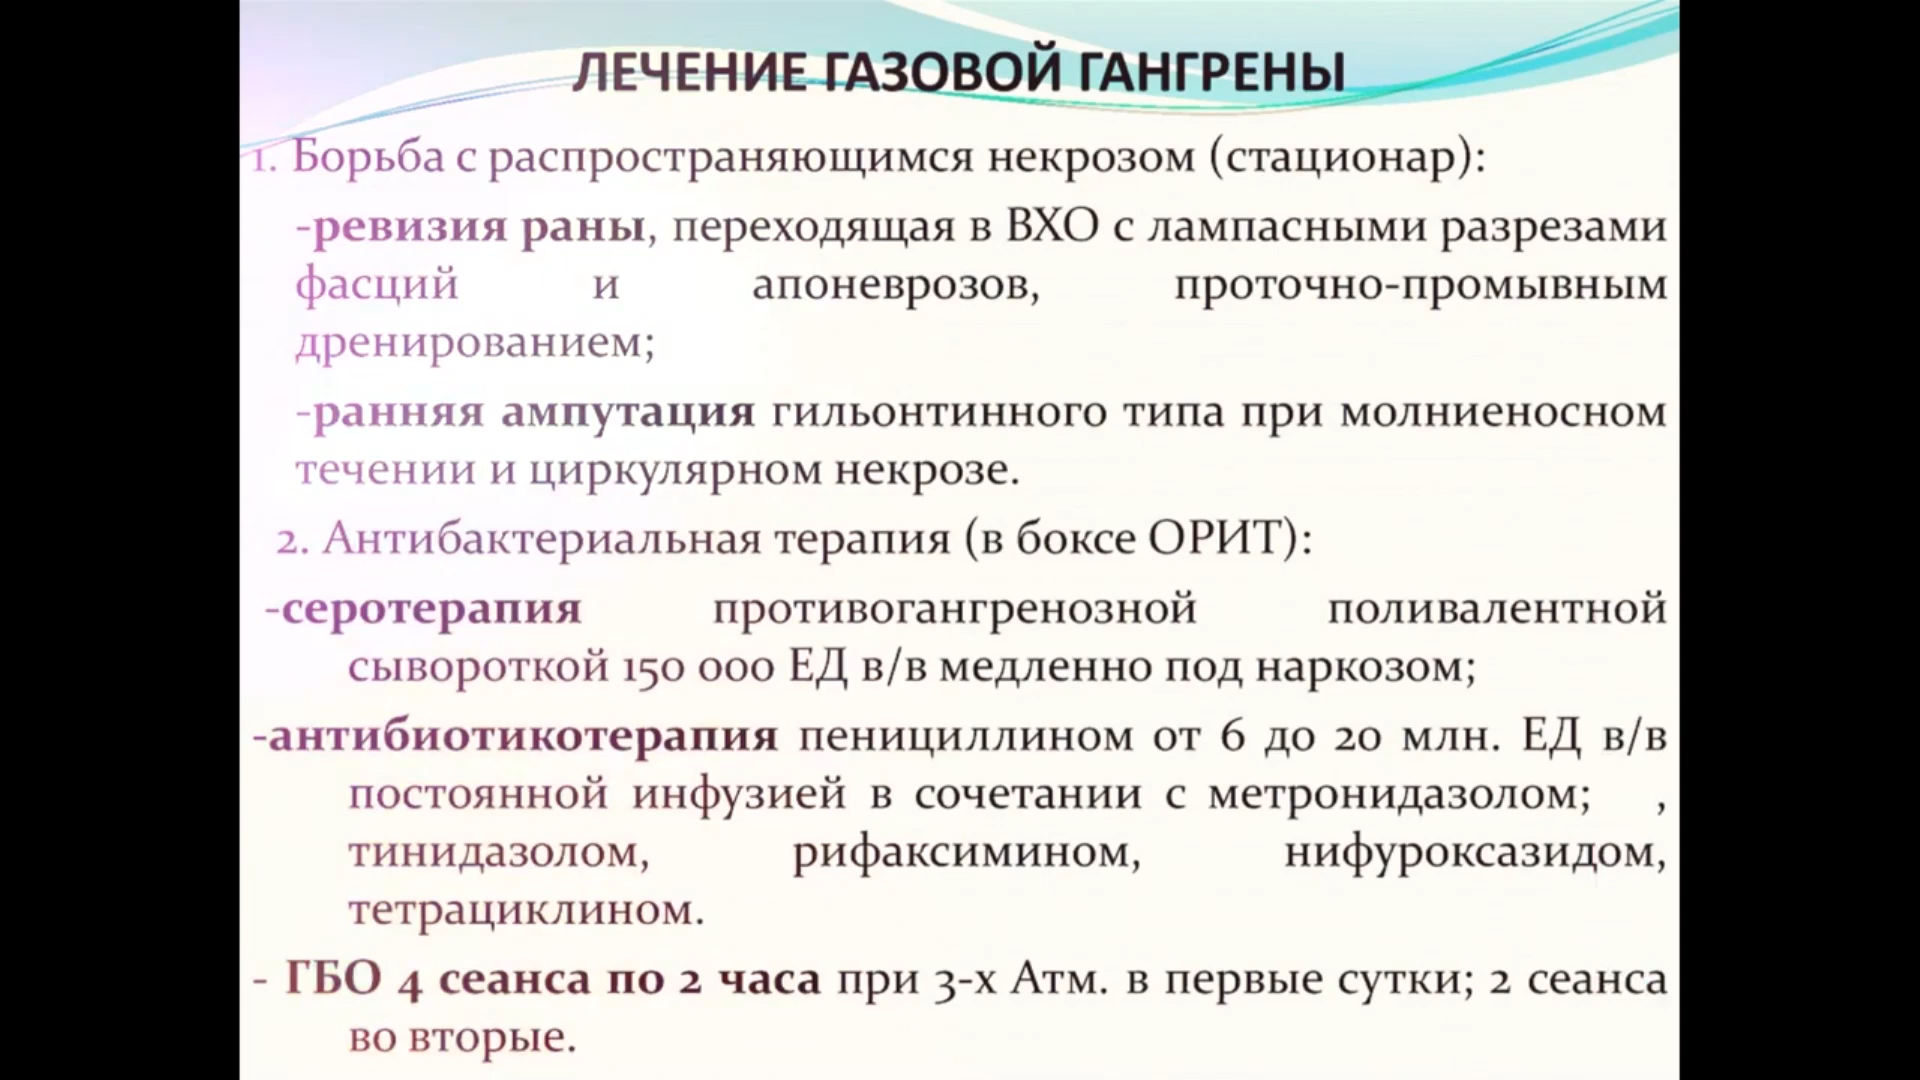 ЛЕЧЕНИЕ ГАЗОВОЙ ГАНГРЕНЫ
1. Борьба с распространяющимся некрозом (стационар):
-ревизия раны, переходящая в ВХО с лампасными разрезами
фасций и апоневрозов, проточно-промывным
дренированием;
-ранняя ампутация гильонтинного типа при молниеносном
течении и циркулярном некрозе.
2. Антибактериальная терапия (в боксе ОРИТ):
-серотерапия противогангренозной поливалентной
сывороткой 150 000 ЕД в/в медленно под наркозом;
-антибиотикотерапия пенициллином от 6 до 20 млн. ЕД в/в
постоянной инфузией в сочетании с метронидазолом; ,
тинидазолом, рифаксимином, нифуроксазидом,
тетрациклином.
- ГБО 4 сеанса по 2 часа при 3-х Атм. в первые сутки; 2 сеанса
во вторые.